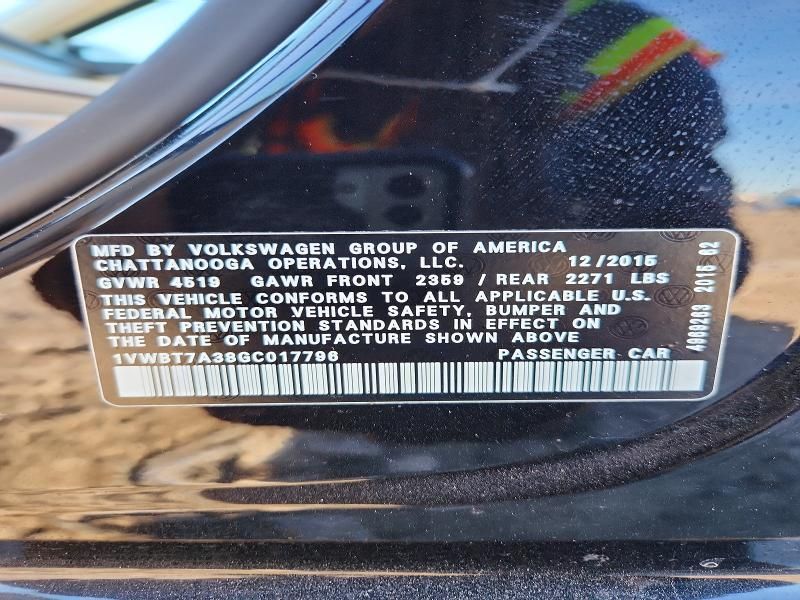 MFD BY VOLKSWAGEN GROUP OF AMERICA
CHATTANOOGA OPERATIONS, LLC. 12/2015
GVWR 4519 GAWR FRONT 2359 / REAR 2271 LBS
THIS VEHICLE CONFORMS TO ALL APPLICABLE U.S.
FEDERAL MOTOR VEHICLE SAFETY, BUMPER AND
THEFT PREVENTION STANDARDS IN EFFECT ON
THE DATE OF MANUFACTURE SHOWN ABOVE
1VWBT7A38GC017796 PASSENGER CAR
2015 62